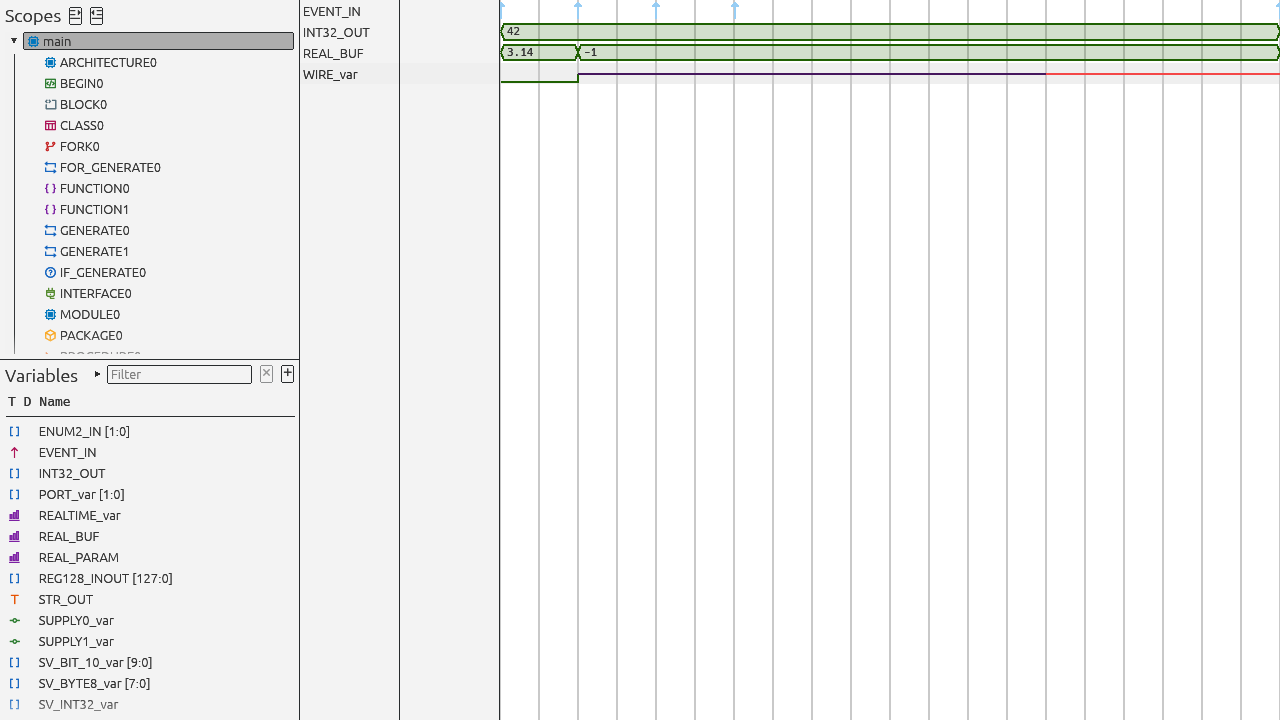 Scopes
main
ARCHITECTURE0
BEGIN0
BLOCK0
CLASS0
FORK0
FOR_GENERATE0
FUNCTION0
FUNCTION1
GENERATE0
GENERATE1
IF_GENERATE0
INTERFACE0
MODULE0
PACKAGE0
Variables Filter
T D Name
ENUM2_IN [1:0]
EVENT_IN
INT32_OUT
PORT_var [1:0]
REALTIME_var
REAL_BUF
REAL_PARAM
REG128_INOUT [127:0]
STR_OUT
SUPPLY0_var
SUPPLY1_var
SV_BIT_10_var [9:0]
SV_BYTE8_var [7:0]
SV_INT32_var
EVENT_IN
INT32_OUT 42
REAL_BUF 3.14 -1
WIRE_var